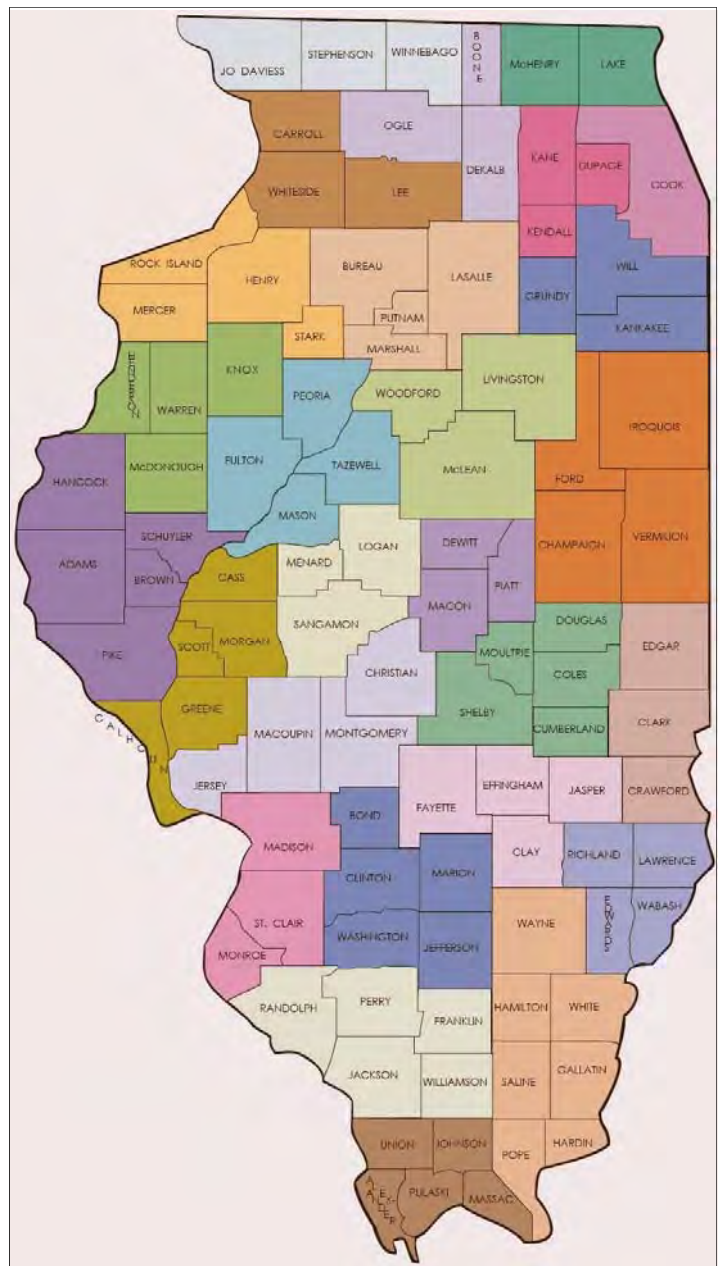 JO DAVIESS
STEPHENSON
WINNEBAGO
BOONE
McHENRY
LAKE
CARROLL
OGLE
DEKALB
KANE
DUPAGE
COOK
WHITESIDE
LEE
KENDALL
ROCK ISLAND
HENRY
BUREAU
LASALLE
GRUNDY
WILL
MERCER
PUTNAM
KANKAKEE
STARK
MARSHALL
KNOX
WARREN
PEORIA
WOODFORD
LIVINGSTON
IROQUOIS
HANCOCK
McDONOUGH
FULTON
TAZEWELL
McLEAN
FORD
MASON
SCHUYLER
LOGAN
DEWITT
CHAMPAIGN
VERMILION
ADAMS
BROWN
CASS
MENARD
PIATT
MACON
SANGAMON
DOUGLAS
PIKE
SCOTT
MORGAN
CHRISTIAN
MOULTRIE
EDGAR
COLES
GREENE
SHELBY
CALHOUN
MACOUPIN
MONTGOMERY
CUMBERLAND
CLARK
JERSEY
FAYETTE
EFFINGHAM
JASPER
CRAWFORD
BOND
MADISON
CLAY
RICHLAND
LAWRENCE
CLINTON
MARION
EDWARDS
WABASH
ST. CLAIR
WAYNE
WASHINGTON
JEFFERSON
MONROE
RANDOLPH
PERRY
FRANKLIN
HAMILTON
WHITE
JACKSON
WILLIAMSON
SALINE
GALLATIN
UNION
JOHNSON
POPE
HARDIN
ALEXANDER
PULASKI
MASSAC